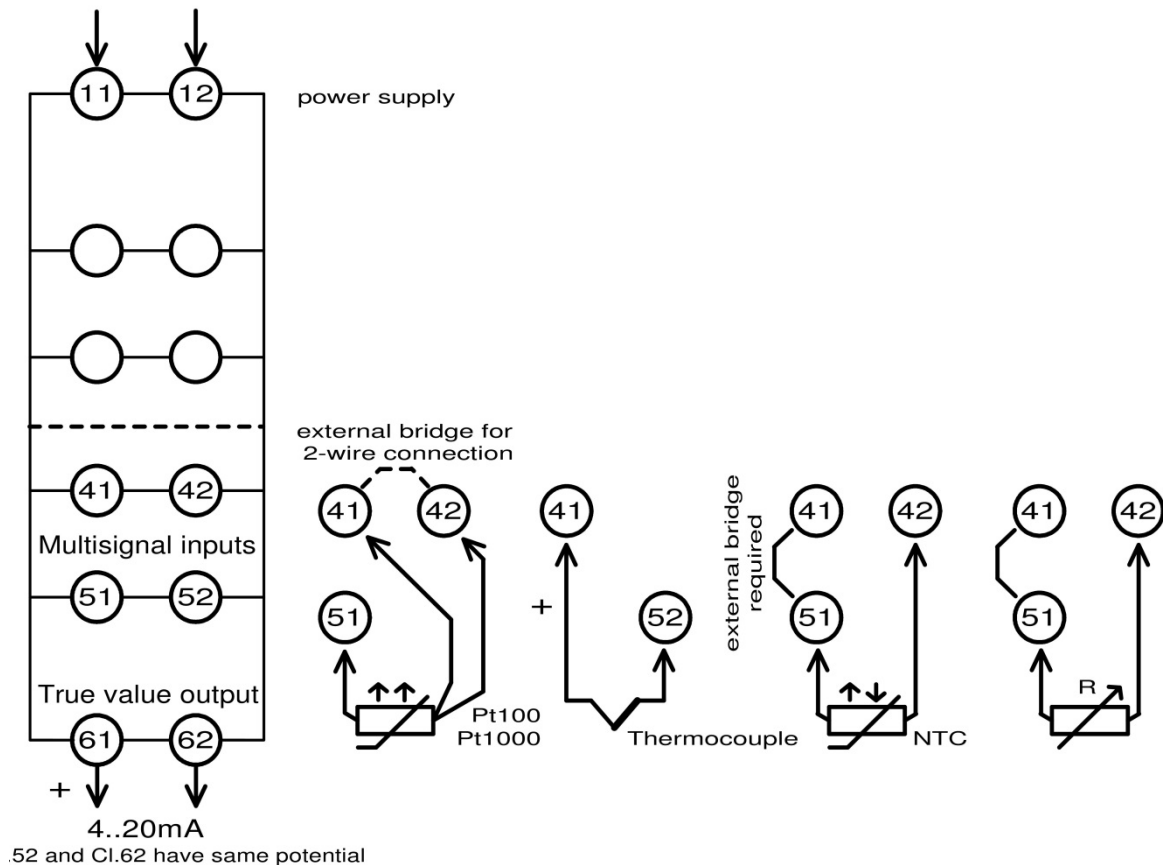 11 12 power supply
external bridge for
2-wire connection
41 42
41 42
41
41 42
41 42
Multisignal inputs
external bridge
required
51 52
51
+
52
51
51
True value output
R
Pt100
Pt1000
Thermocouple
NTC
61 62
+
4..20mA
.52 and Cl.62 have same potential